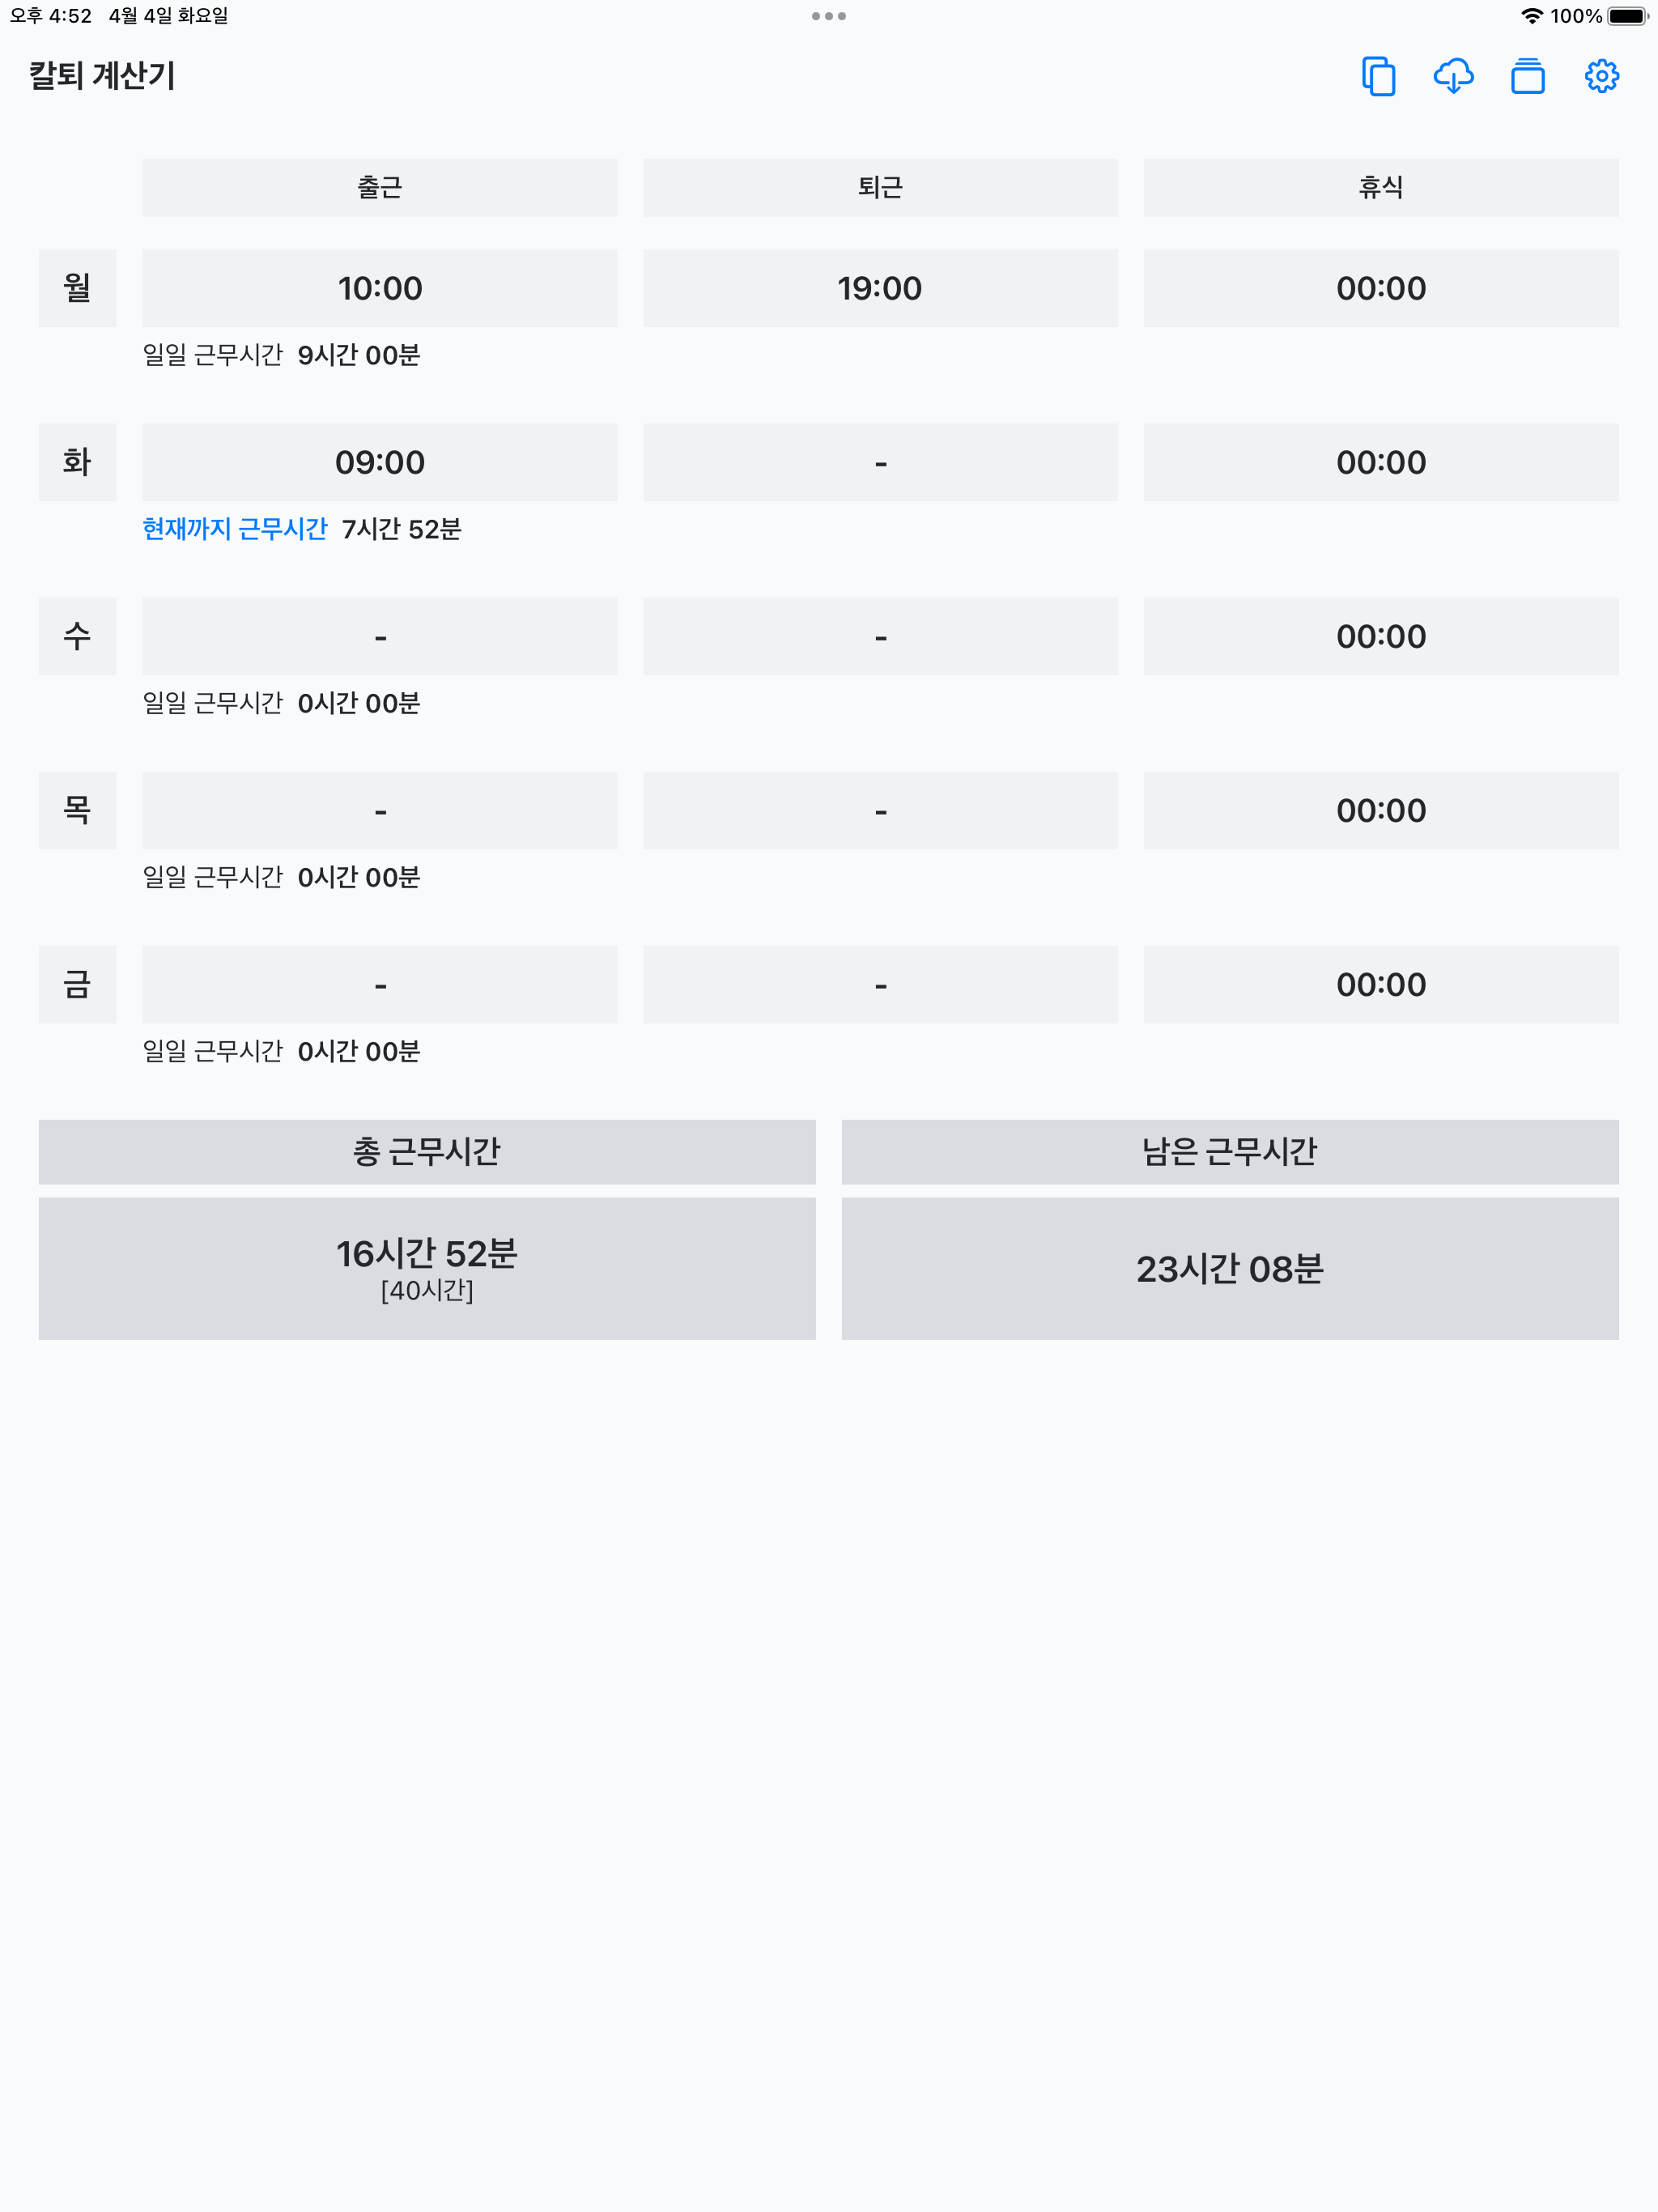 오후 4:52 4월 4일 화요일 100%
칼퇴 계산기
출근 퇴근 휴식
월 10:00 19:00 00:00
일일 근무시간 9시간 00분
화 09:00 - 00:00
현재까지 근무시간 7시간 52분
수 - - 00:00
일일 근무시간 0시간 00분
목 - - 00:00
일일 근무시간 0시간 00분
금 - - 00:00
일일 근무시간 0시간 00분
총 근무시간 남은 근무시간
16시간 52분 23시간 08분
[40시간]